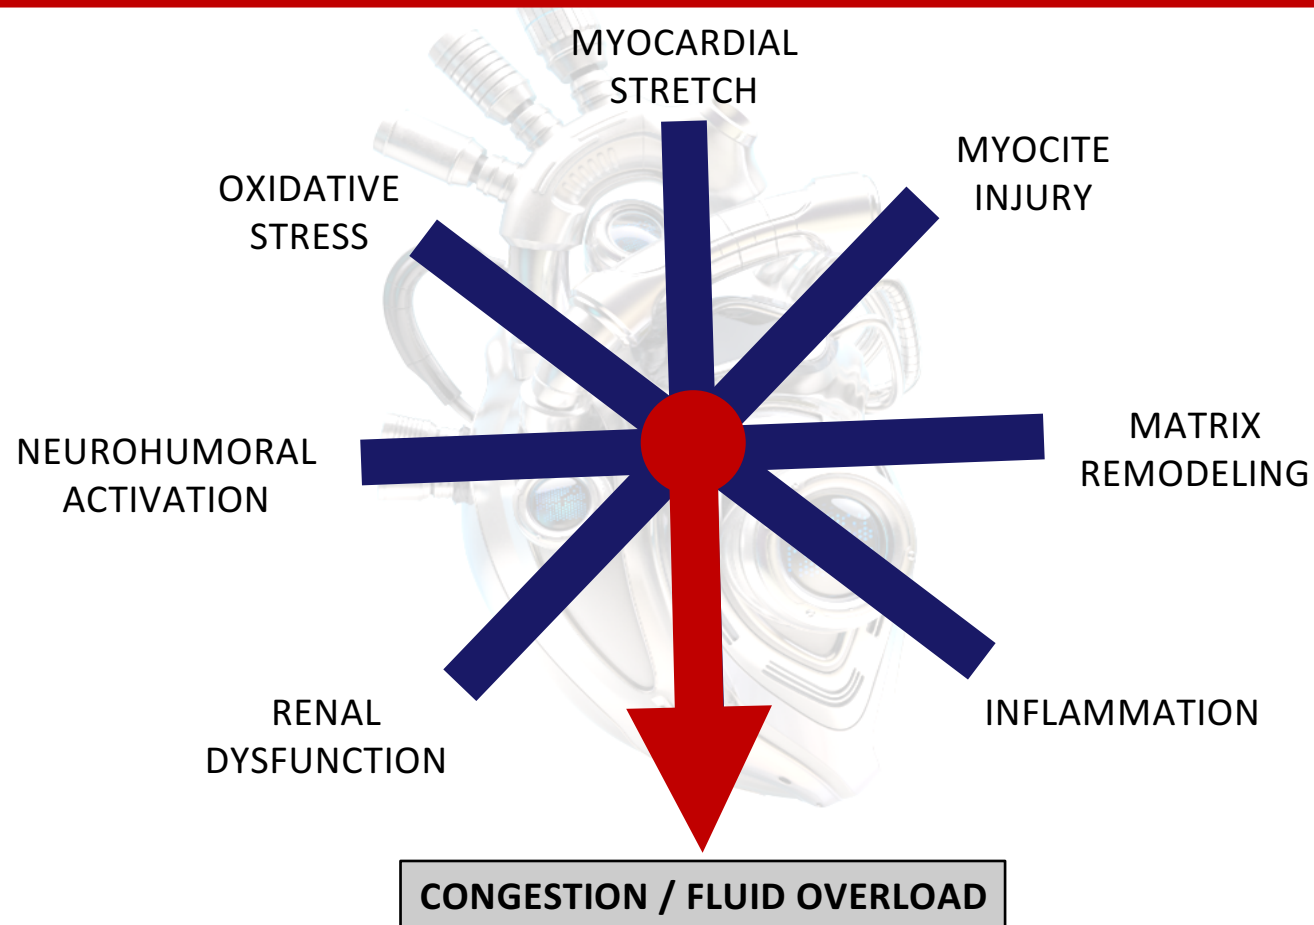 MYOCARDIAL
STRETCH
MYOCITE
INJURY
OXIDATIVE
STRESS
MATRIX
REMODELING
NEUROHUMORAL
ACTIVATION
INFLAMMATION
RENAL
DYSFUNCTION
CONGESTION / FLUID OVERLOAD